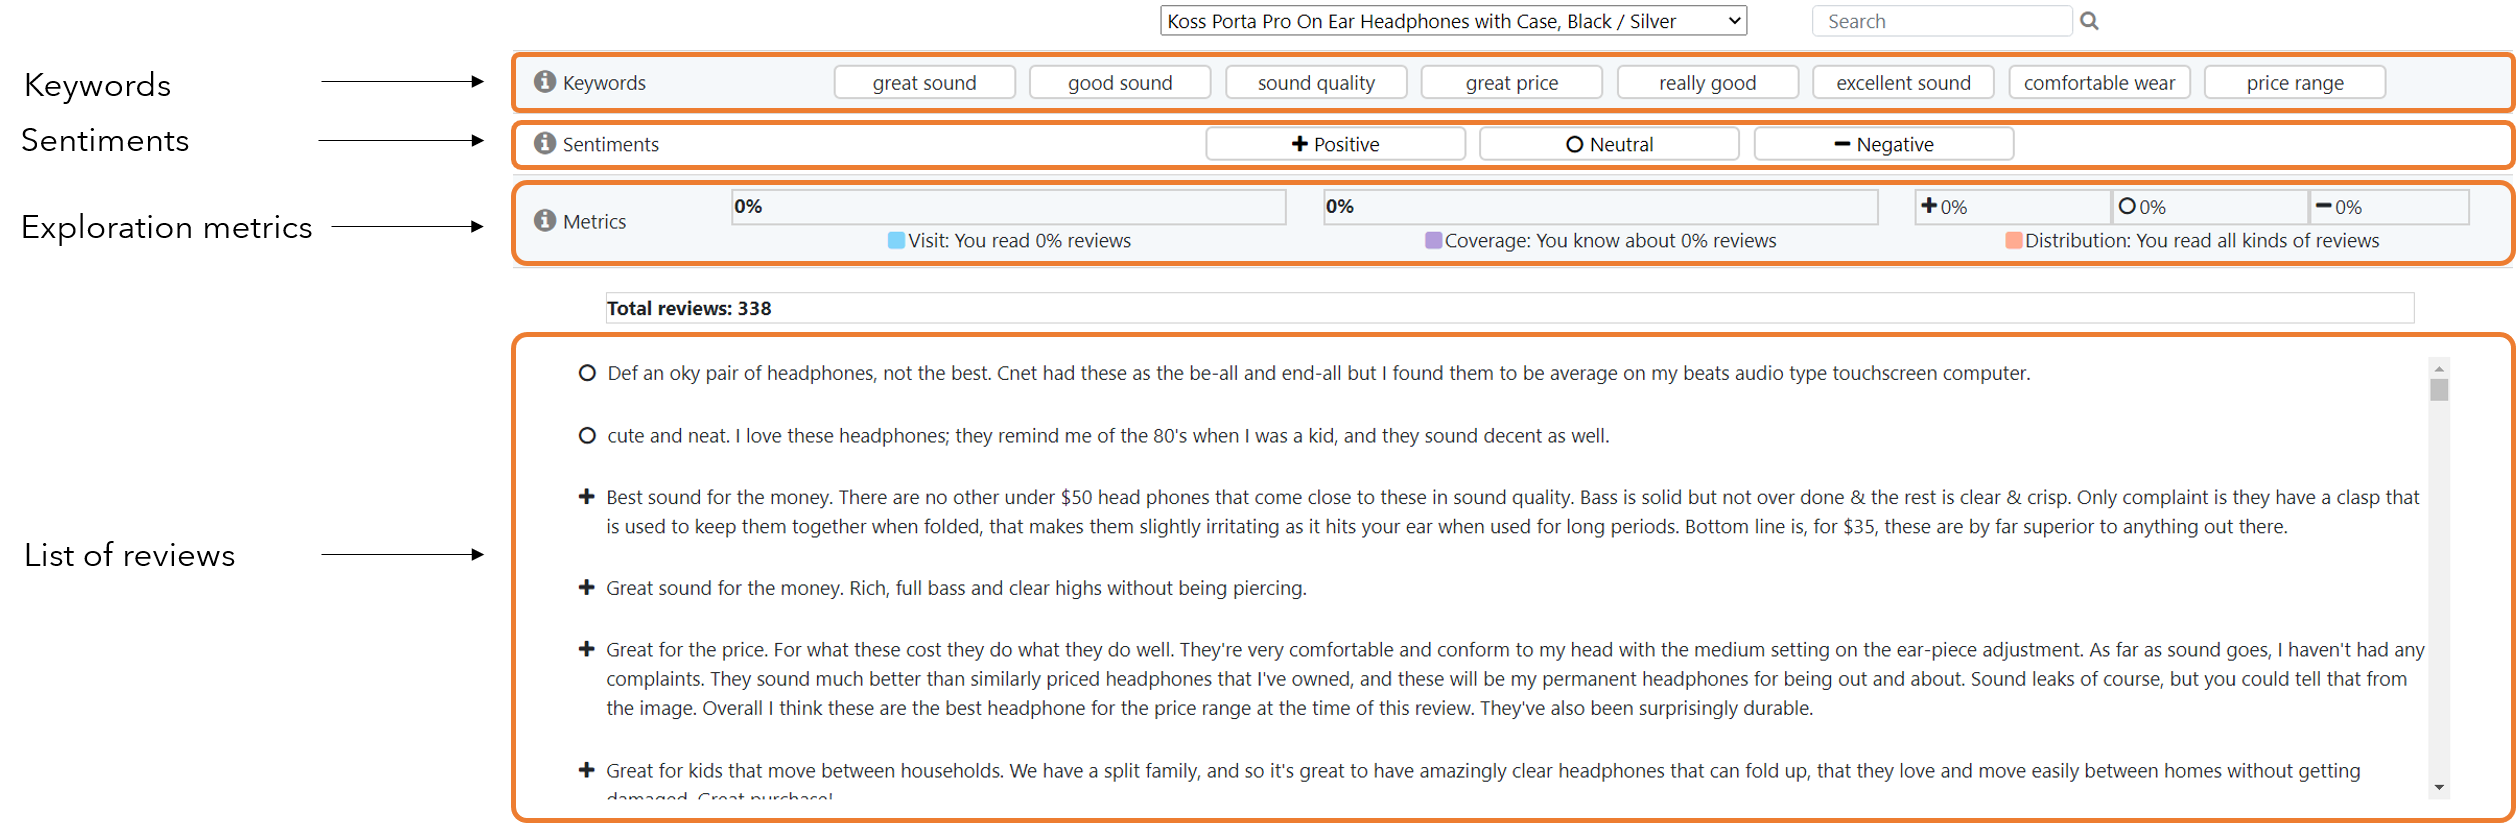 Koss Porta Pro On Ear Headphones with Case, Black / Silver
Search
Keywords
Keywords
great sound
good sound
sound quality
great price
really good
excellent sound
comfortable wear
price range
Sentiments
Sentiments
Positive
Neutral
Negative
Exploration metrics
Metrics
0%
0%
0%
0%
0%
Visit: You read 0% reviews
Coverage: You know about 0% reviews
Distribution: You read all kinds of reviews
Total reviews: 338
List of reviews
Def an oky pair of headphones, not the best. Cnet had these as the be-all and end-all but I found them to be average on my beats audio type touchscreen computer.
cute and neat. I love these headphones; they remind me of the 80's when I was a kid, and they sound decent as well.
Best sound for the money. There are no other under $50 head phones that come close to these in sound quality. Bass is solid but not over done & the rest is clear & crisp. Only complaint is they have a clasp that
is used to keep them together when folded, that makes them slightly irritating as it hits your ear when used for long periods. Bottom line is, for $35, these are by far superior to anything out there.
Great sound for the money. Rich, full bass and clear highs without being piercing.
Great for the price. For what these cost they do what they do well. They're very comfortable and conform to my head with the medium setting on the ear-piece adjustment. As far as sound goes, I haven't had any
complaints. They sound much better than similarly priced headphones that I've owned, and these will be my permanent headphones for being out and about. Sound leaks of course, but you could tell that from
the image. Overall I think these are the best headphone for the price range at the time of this review. They've also been surprisingly durable.
Great for kids that move between households. We have a split family, and so it's great to have amazingly clear headphones that can fold up, that they love and move easily between homes without getting
damaged. Great purchase!